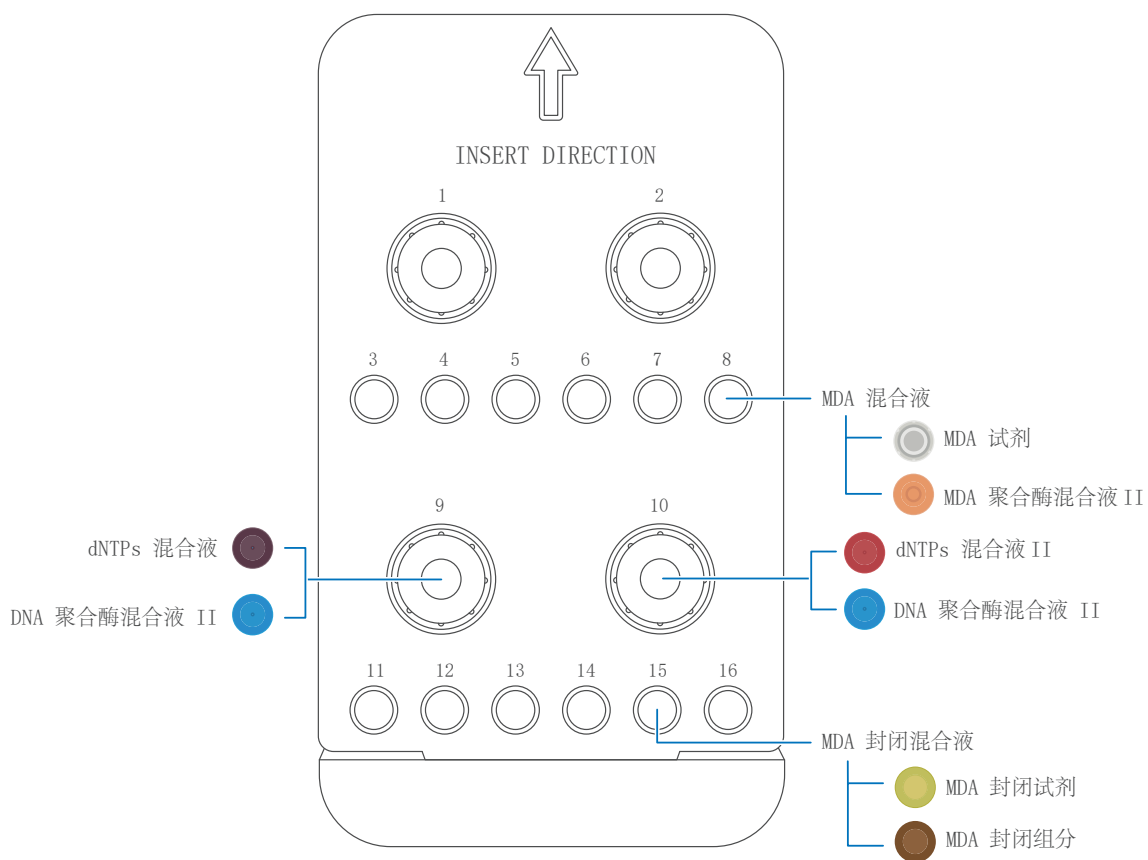 INSERT DIRECTION
1 2
3 4 5 6 7 8
MDA 混合液
MDA 试剂
MDA 聚合酶混合液 II
9 10
dNTPs 混合液
dNTPs 混合液 II
DNA 聚合酶混合液 II
DNA 聚合酶混合液 II
11 12 13 14 15 16
MDA 封闭混合液
MDA 封闭试剂
MDA 封闭组分